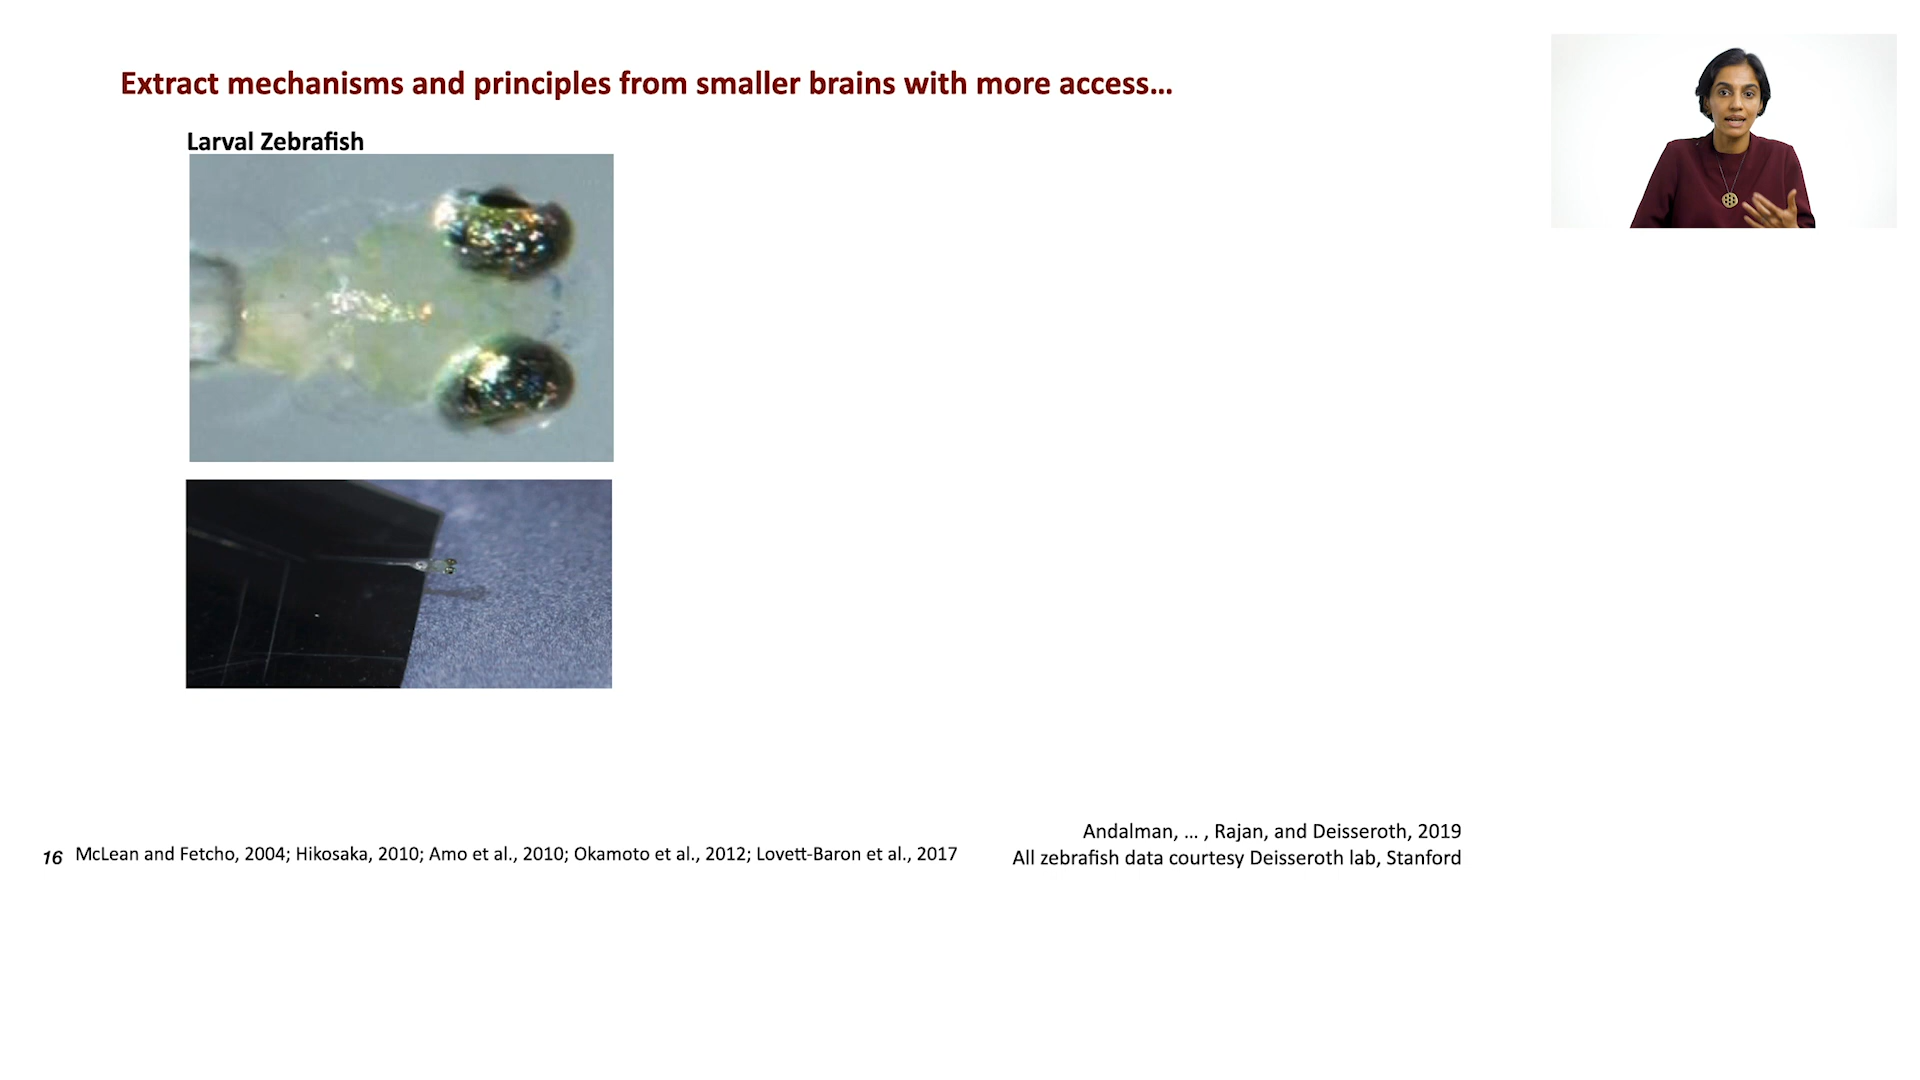 Extract mechanisms and principles from smaller brains with more access...
Larval Zebrafish
Andalman, ... , Rajan, and Deisseroth, 2019
16 McLean and Fetcho, 2004; Hikosaka, 2010; Amo et al., 2010; Okamoto et al., 2012; Lovett-Baron et al., 2017
All zebrafish data courtesy Deisseroth lab, Stanford